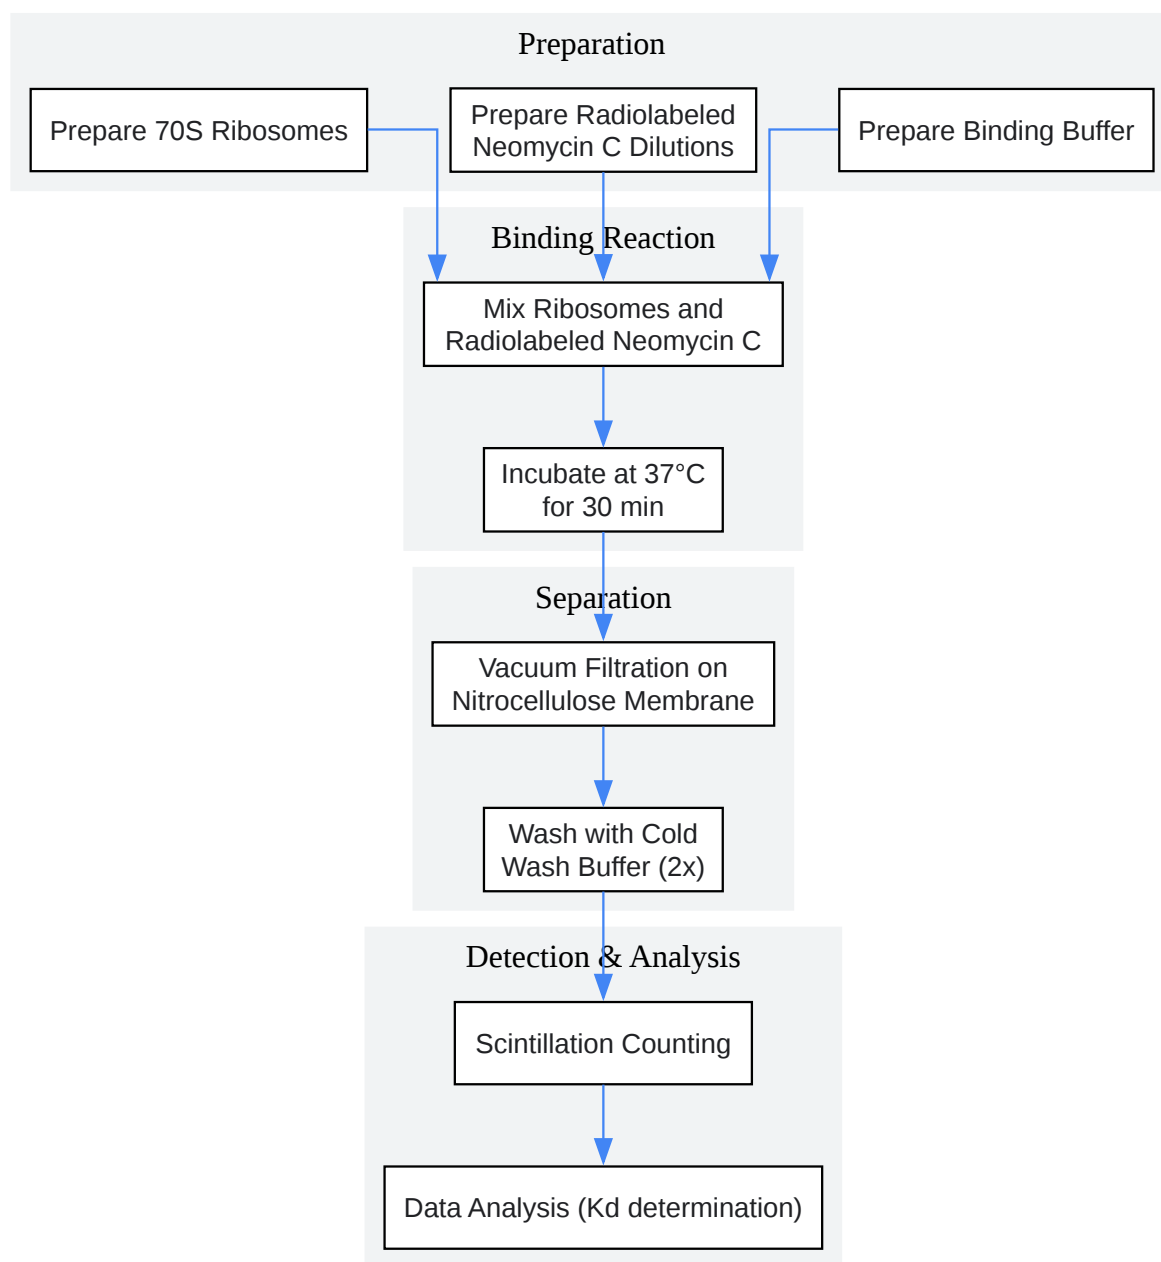 Preparation
Prepare 70S Ribosomes
Prepare Radiolabeled
Neomycin C Dilutions
Prepare Binding Buffer
Binding Reaction
Mix Ribosomes and
Radiolabeled Neomycin C
Incubate at 37°C
for 30 min
Separation
Vacuum Filtration on
Nitrocellulose Membrane
Wash with Cold
Wash Buffer (2x)
Detection & Analysis
Scintillation Counting
Data Analysis (Kd determination)